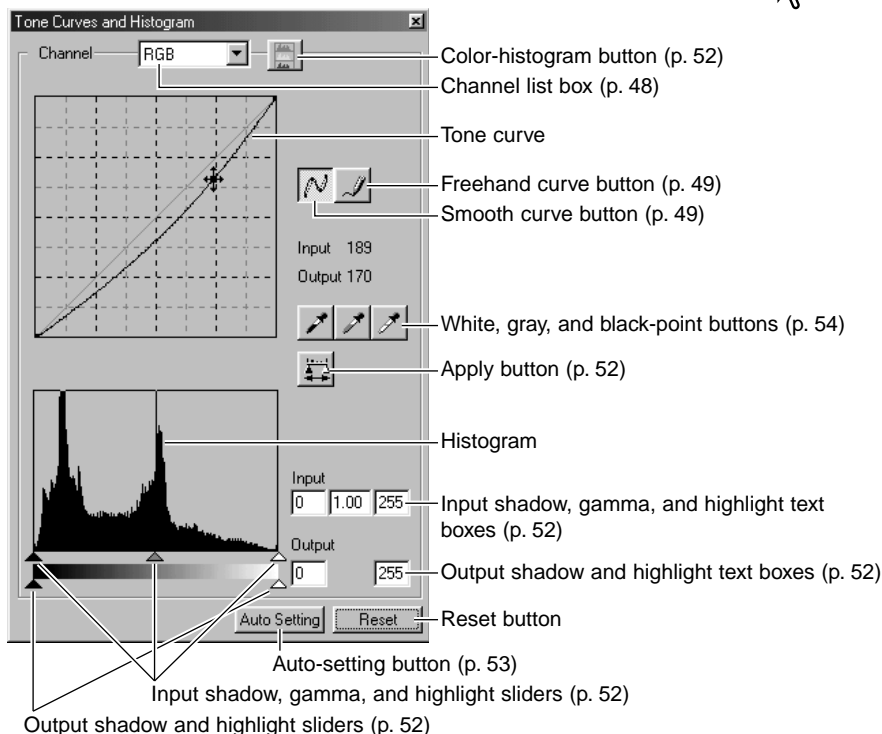 Tone Curves and Histogram
Channel RGB
Color-histogram button (p. 52)
Channel list box (p. 48)
Tone curve
Freehand curve button (p. 49)
Smooth curve button (p. 49)
Input 189
Output 170
White, gray, and black-point buttons (p. 54)
Apply button (p. 52)
Histogram
Input
0 1.00 255
Input shadow, gamma, and highlight text
boxes (p. 52)
Output
0 255
Output shadow and highlight text boxes (p. 52)
Auto Setting Reset
Reset button
Auto-setting button (p. 53)
Input shadow, gamma, and highlight sliders (p. 52)
Output shadow and highlight sliders (p. 52)